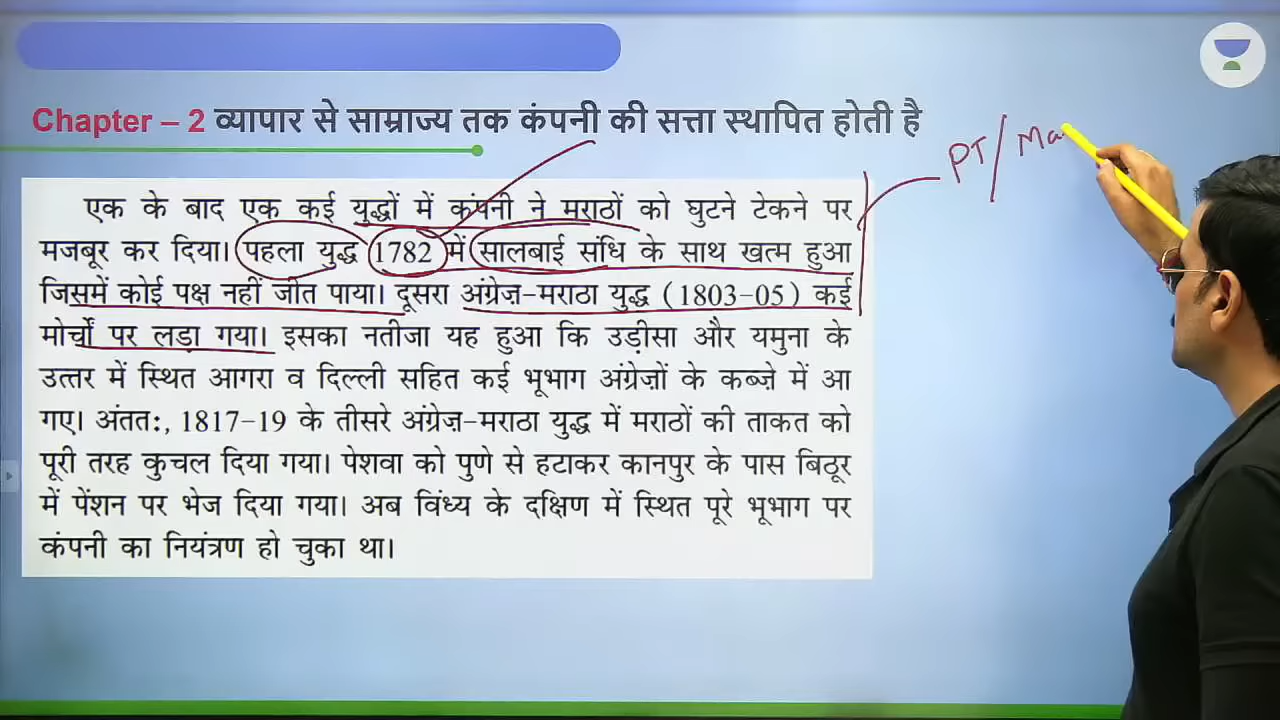 Chapter – 2 व्यापार से साम्राज्य तक कंपनी की सत्ता स्थापित होती है
PT/Ma
एक के बाद एक कई युद्धों में कंपनी ने मराठों को घुटने टेकने पर
मजबूर कर दिया। पहला युद्ध 1782 में सालबाई संधि के साथ खत्म हुआ
जिसमें कोई पक्ष नहीं जीत पाया। दूसरा अंग्रेज़-मराठा युद्ध (1803-05) कई
मोर्चों पर लड़ा गया। इसका नतीजा यह हुआ कि उड़ीसा और यमुना के
उत्तर में स्थित आगरा व दिल्ली सहित कई भूभाग अंग्रेज़ों के कब्ज़े में आ
गए। अंतत:, 1817-19 के तीसरे अंग्रेज़-मराठा युद्ध में मराठों की ताकत को
पूरी तरह कुचल दिया गया। पेशवा को पुणे से हटाकर कानपुर के पास बिठूर
में पेंशन पर भेज दिया गया। अब विंध्य के दक्षिण में स्थित पूरे भूभाग पर
कंपनी का नियंत्रण हो चुका था।